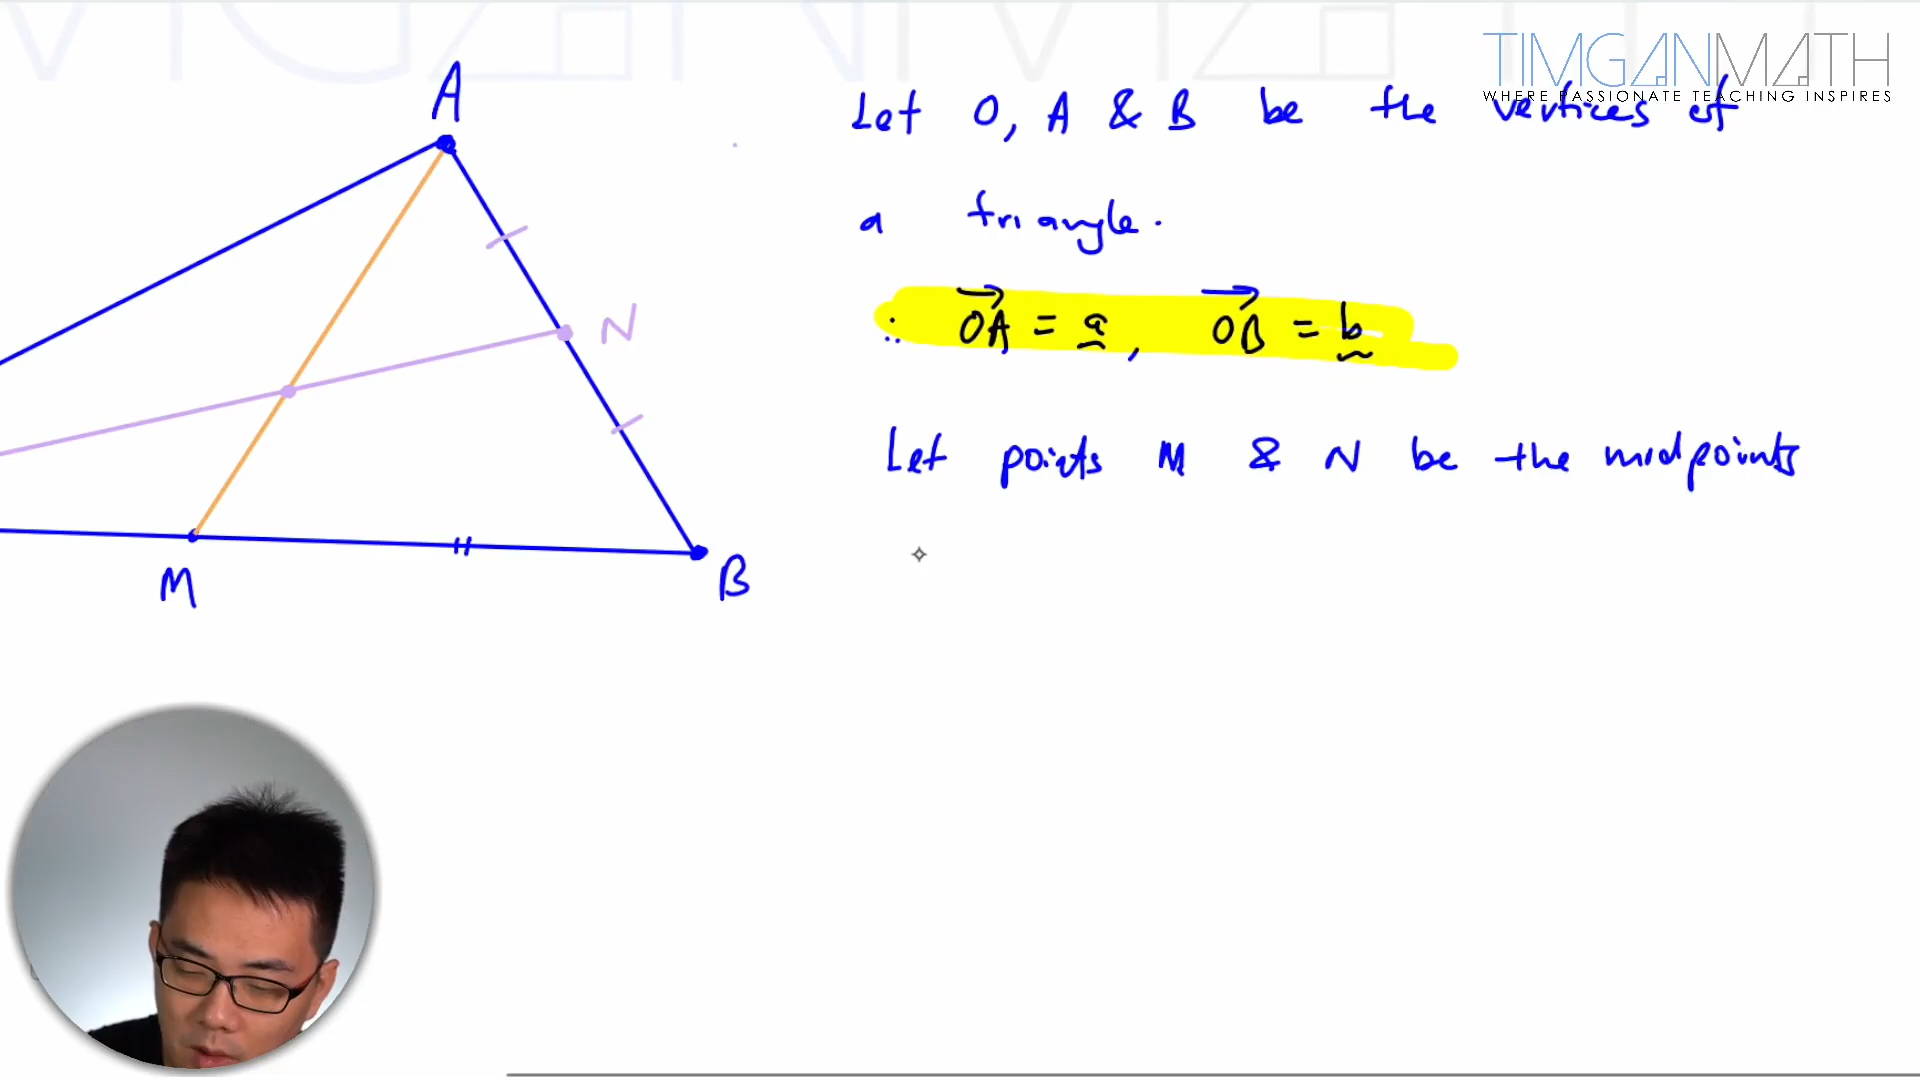 TIMGANMATH
WHERE PASSIONATE TEACHING INSPIRES
Let O, A & B be the vertices of
a triangle.
∴ OA = a, OB = b
Let points M & N be the midpoints
A
N
M
B